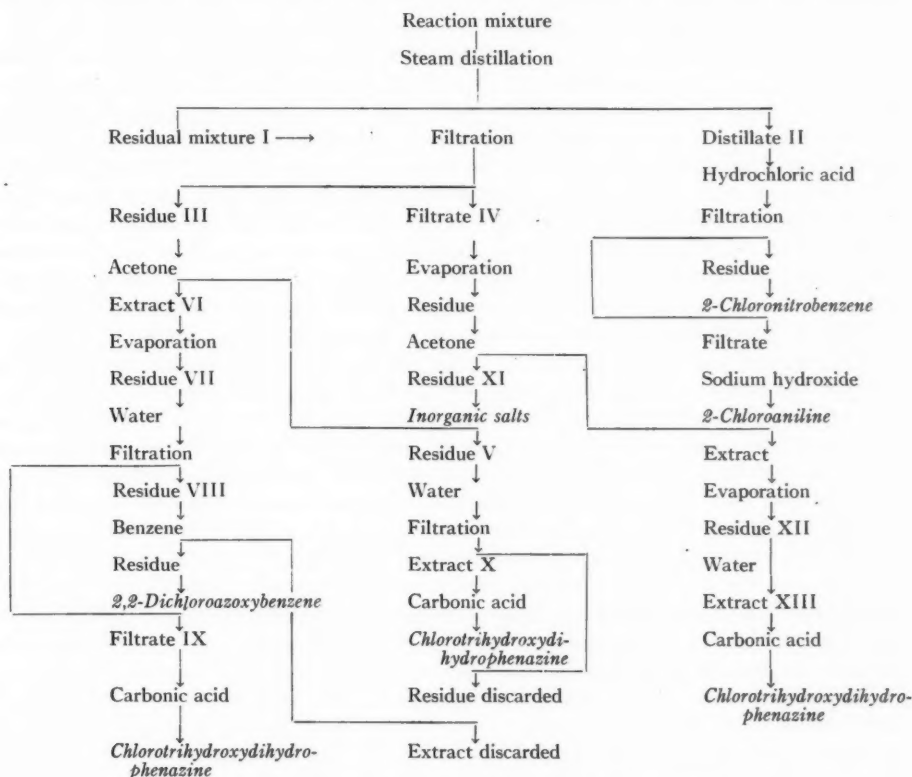 Reaction mixture
Steam distillation
Residual mixture I
Filtration
Distillate II
Hydrochloric acid
Residue III
Filtrate IV
Filtration
Acetone
Evaporation
Residue
Extract VI
Residue
2-Chloronitrobenzene
Evaporation
Acetone
Filtrate
Residue VII
Residue XI
Sodium hydroxide
Water
Inorganic salts
2-Chloroaniline
Filtration
Residue V
Extract
Residue VIII
Water
Evaporation
Benzene
Filtration
Residue XII
Residue
Extract X
Water
2,2-Dichloroazoxybenzene
Carbonic acid
Extract XIII
Filtrate IX
Chlorotrihydroxydi-
hydrophenazine
Carbonic acid
Carbonic acid
Residue discarded
Chlorotrihydroxydihydro-
phenazine
Chlorotrihydroxydihydro-
phenazine
Extract discarded